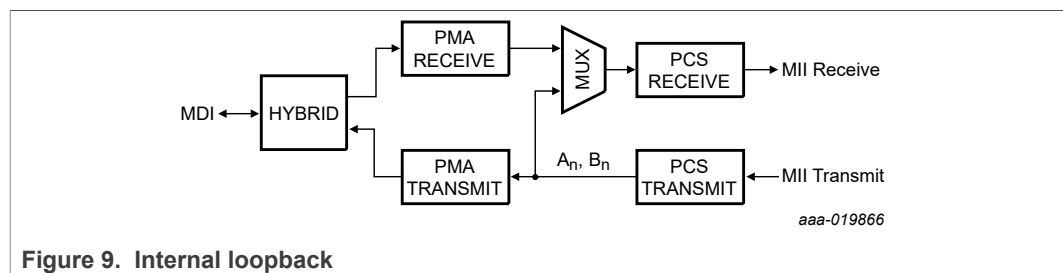 PMA
RECEIVE
MUX
PCS
RECEIVE
MII Receive
MDI
HYBRID
PMA
TRANSMIT
An, Bn
PCS
TRANSMIT
MII Transmit
aaa-019866
Figure 9. Internal loopback